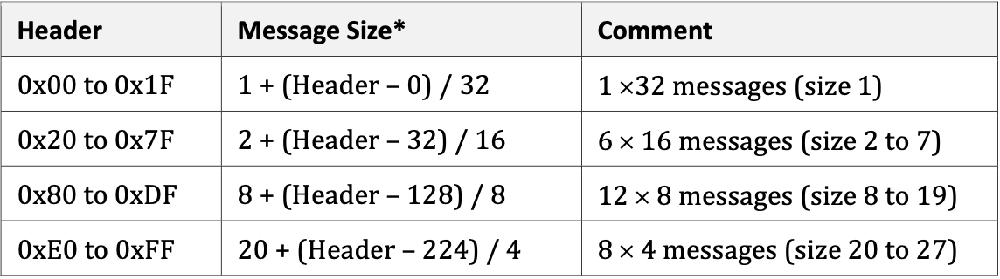 Header Message Size* Comment
0x00 to 0x1F 1 + (Header – 0) / 32 1 ×32 messages (size 1)
0x20 to 0x7F 2 + (Header – 32) / 16 6 × 16 messages (size 2 to 7)
0x80 to 0xDF 8 + (Header – 128) / 8 12 × 8 messages (size 8 to 19)
0xE0 to 0xFF 20 + (Header – 224) / 4 8 × 4 messages (size 20 to 27)